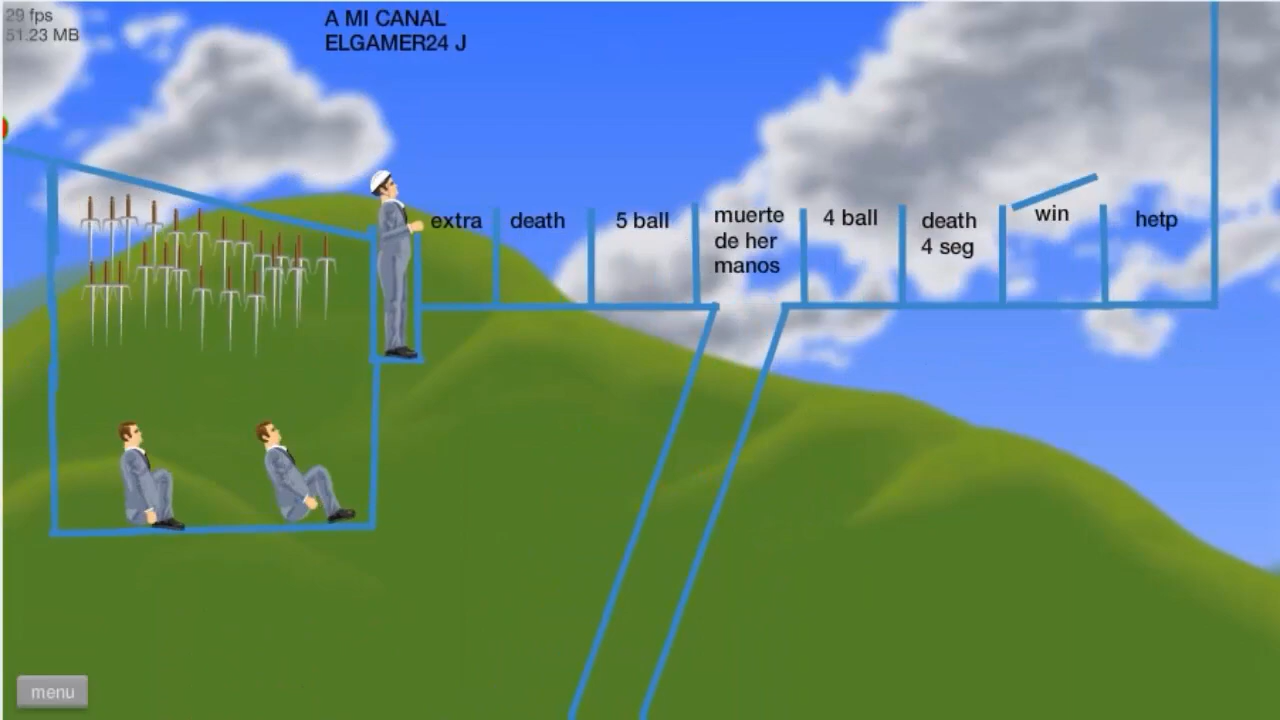 29 fps
51.23 MB
A MI CANAL
ELGAMER24 J
extra
death
5 ball
muerte
de her
manos
4 ball
death
4 seg
win
hetp
menu